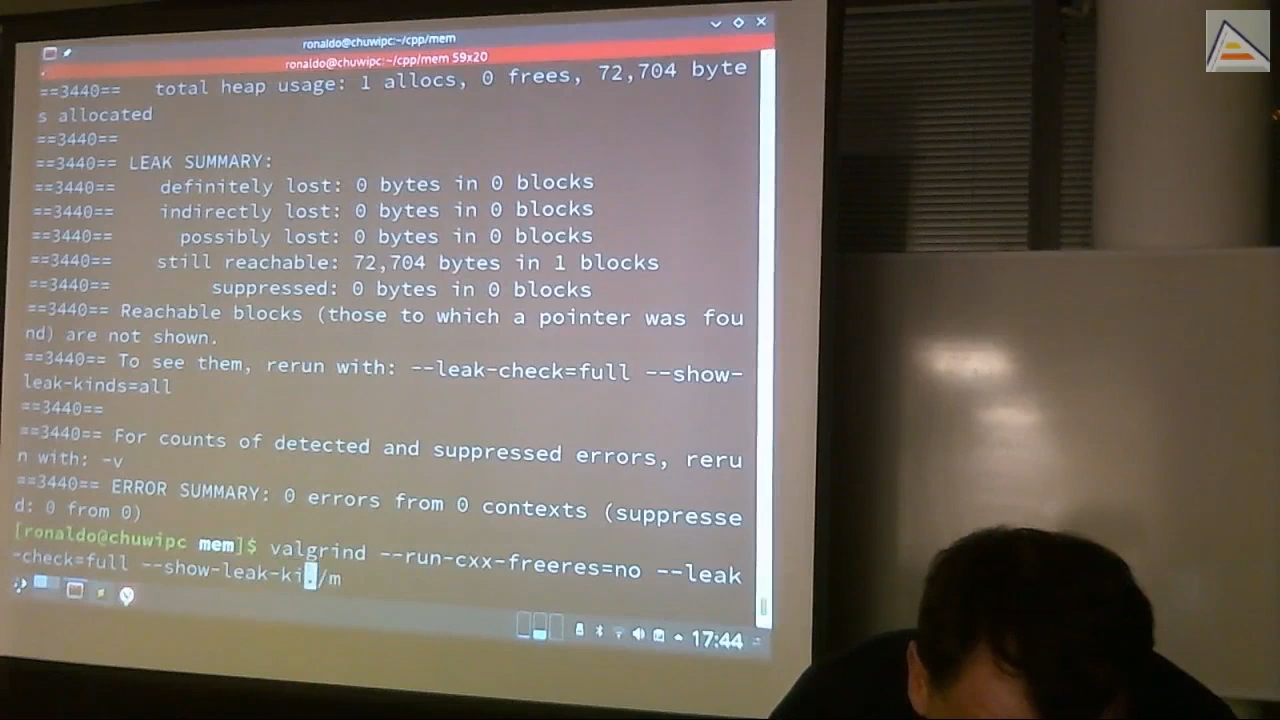 ronaldo@chuwipc:~/cpp/mem
ronaldo@chuwipc:~/cpp/mem 59x20
==3440== total heap usage: 1 allocs, 0 frees, 72,704 byte
s allocated
==3440==
==3440== LEAK SUMMARY:
==3440== definitely lost: 0 bytes in 0 blocks
==3440== indirectly lost: 0 bytes in 0 blocks
==3440== possibly lost: 0 bytes in 0 blocks
==3440== still reachable: 72,704 bytes in 1 blocks
==3440== suppressed: 0 bytes in 0 blocks
==3440== Reachable blocks (those to which a pointer was fou
nd) are not shown.
==3440== To see them, rerun with: --leak-check=full --show-
leak-kinds=all
==3440==
==3440== For counts of detected and suppressed errors, reru
n with: -v
==3440== ERROR SUMMARY: 0 errors from 0 contexts (suppresse
d: 0 from 0)
[ronaldo@chuwipc mem]$ valgrind --run-cxx-freeres=no --leak
-check=full --show-leak-ki./m
17:44